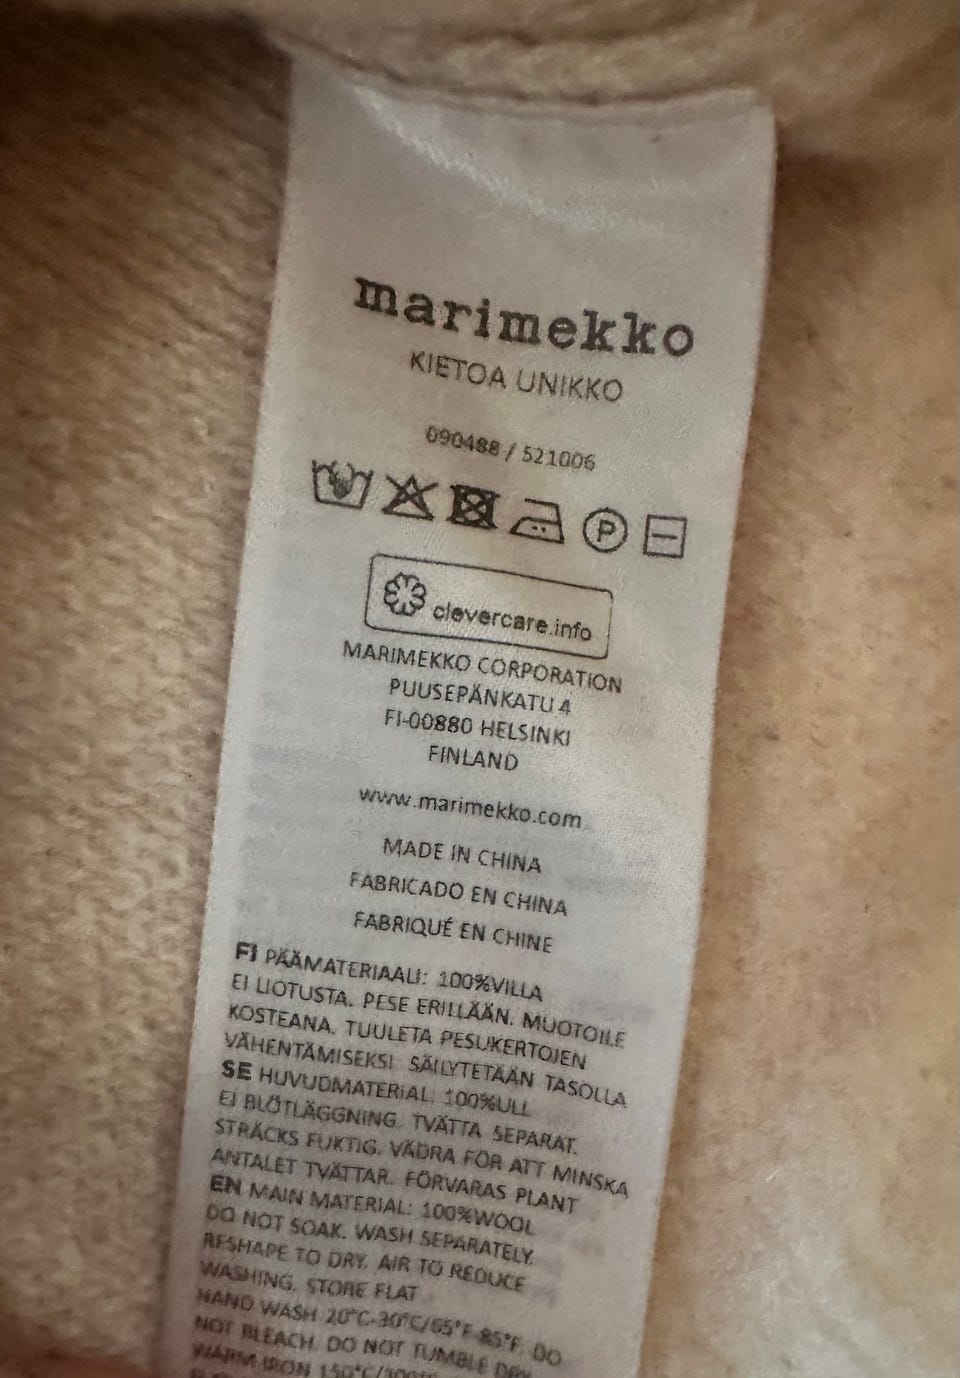 marimekko
KIETOA UNIKKO
090488 / 521006
P
clevercare.info
MARIMEKKO CORPORATION
PUUSEPÄNKATU 4
FI-00880 HELSINKI
FINLAND
www.marimekko.com
MADE IN CHINA
FABRICADO EN CHINA
FABRIQUÉ EN CHINE
FI PÄÄMATERIAALI: 100%VILLA
EI LIOTUSTA. PESE ERILLÄÄN. MUOTOILE
KOSTEANA. TUULETA PESUKERTOJEN
VÄHENTÄMISEKSI SÄILYTETÄÄN TASOLLA
SE HUVUDMATERIAL: 100%ULL
EJ BLÖTLÄGGNING. TVÄTTA SEPARAT.
STRÄCKS FUKTIG. VÄDRA FÖR ATT MINSKA
ANTALET TVÄTTAR. FÖRVARAS PLANT
EN MAIN MATERIAL: 100%WOOL
DO NOT SOAK. WASH SEPARATELY.
RESHAPE TO DRY. AIR TO REDUCE
WASHING. STORE FLAT
HAND WASH 20°C-30°C/65°F-85°F. DO
NOT BLEACH. DO NOT TUMBLE
WARM IRON 150°C/300°F